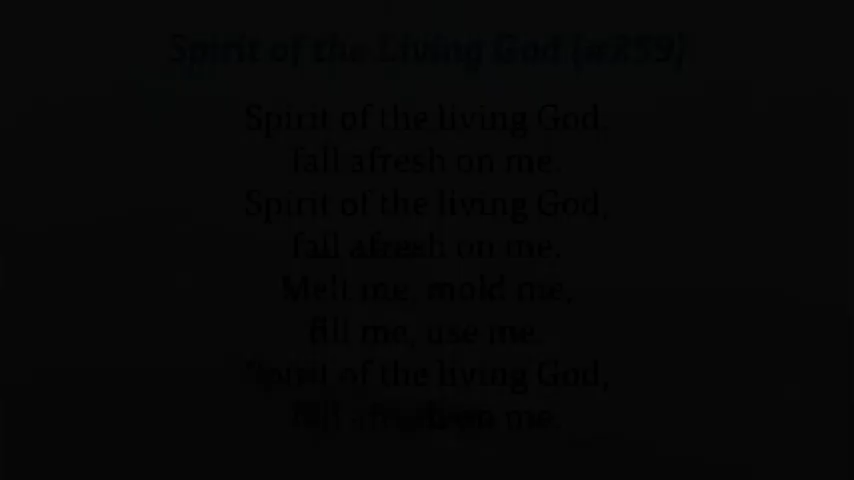 Spirit of the Living God (#259)
Spirit of the living God,
fall afresh on me.
Spirit of the living God,
fall afresh on me.
Melt me, mold me,
fill me, use me.
Spirit of the living God,
fall afresh on me.